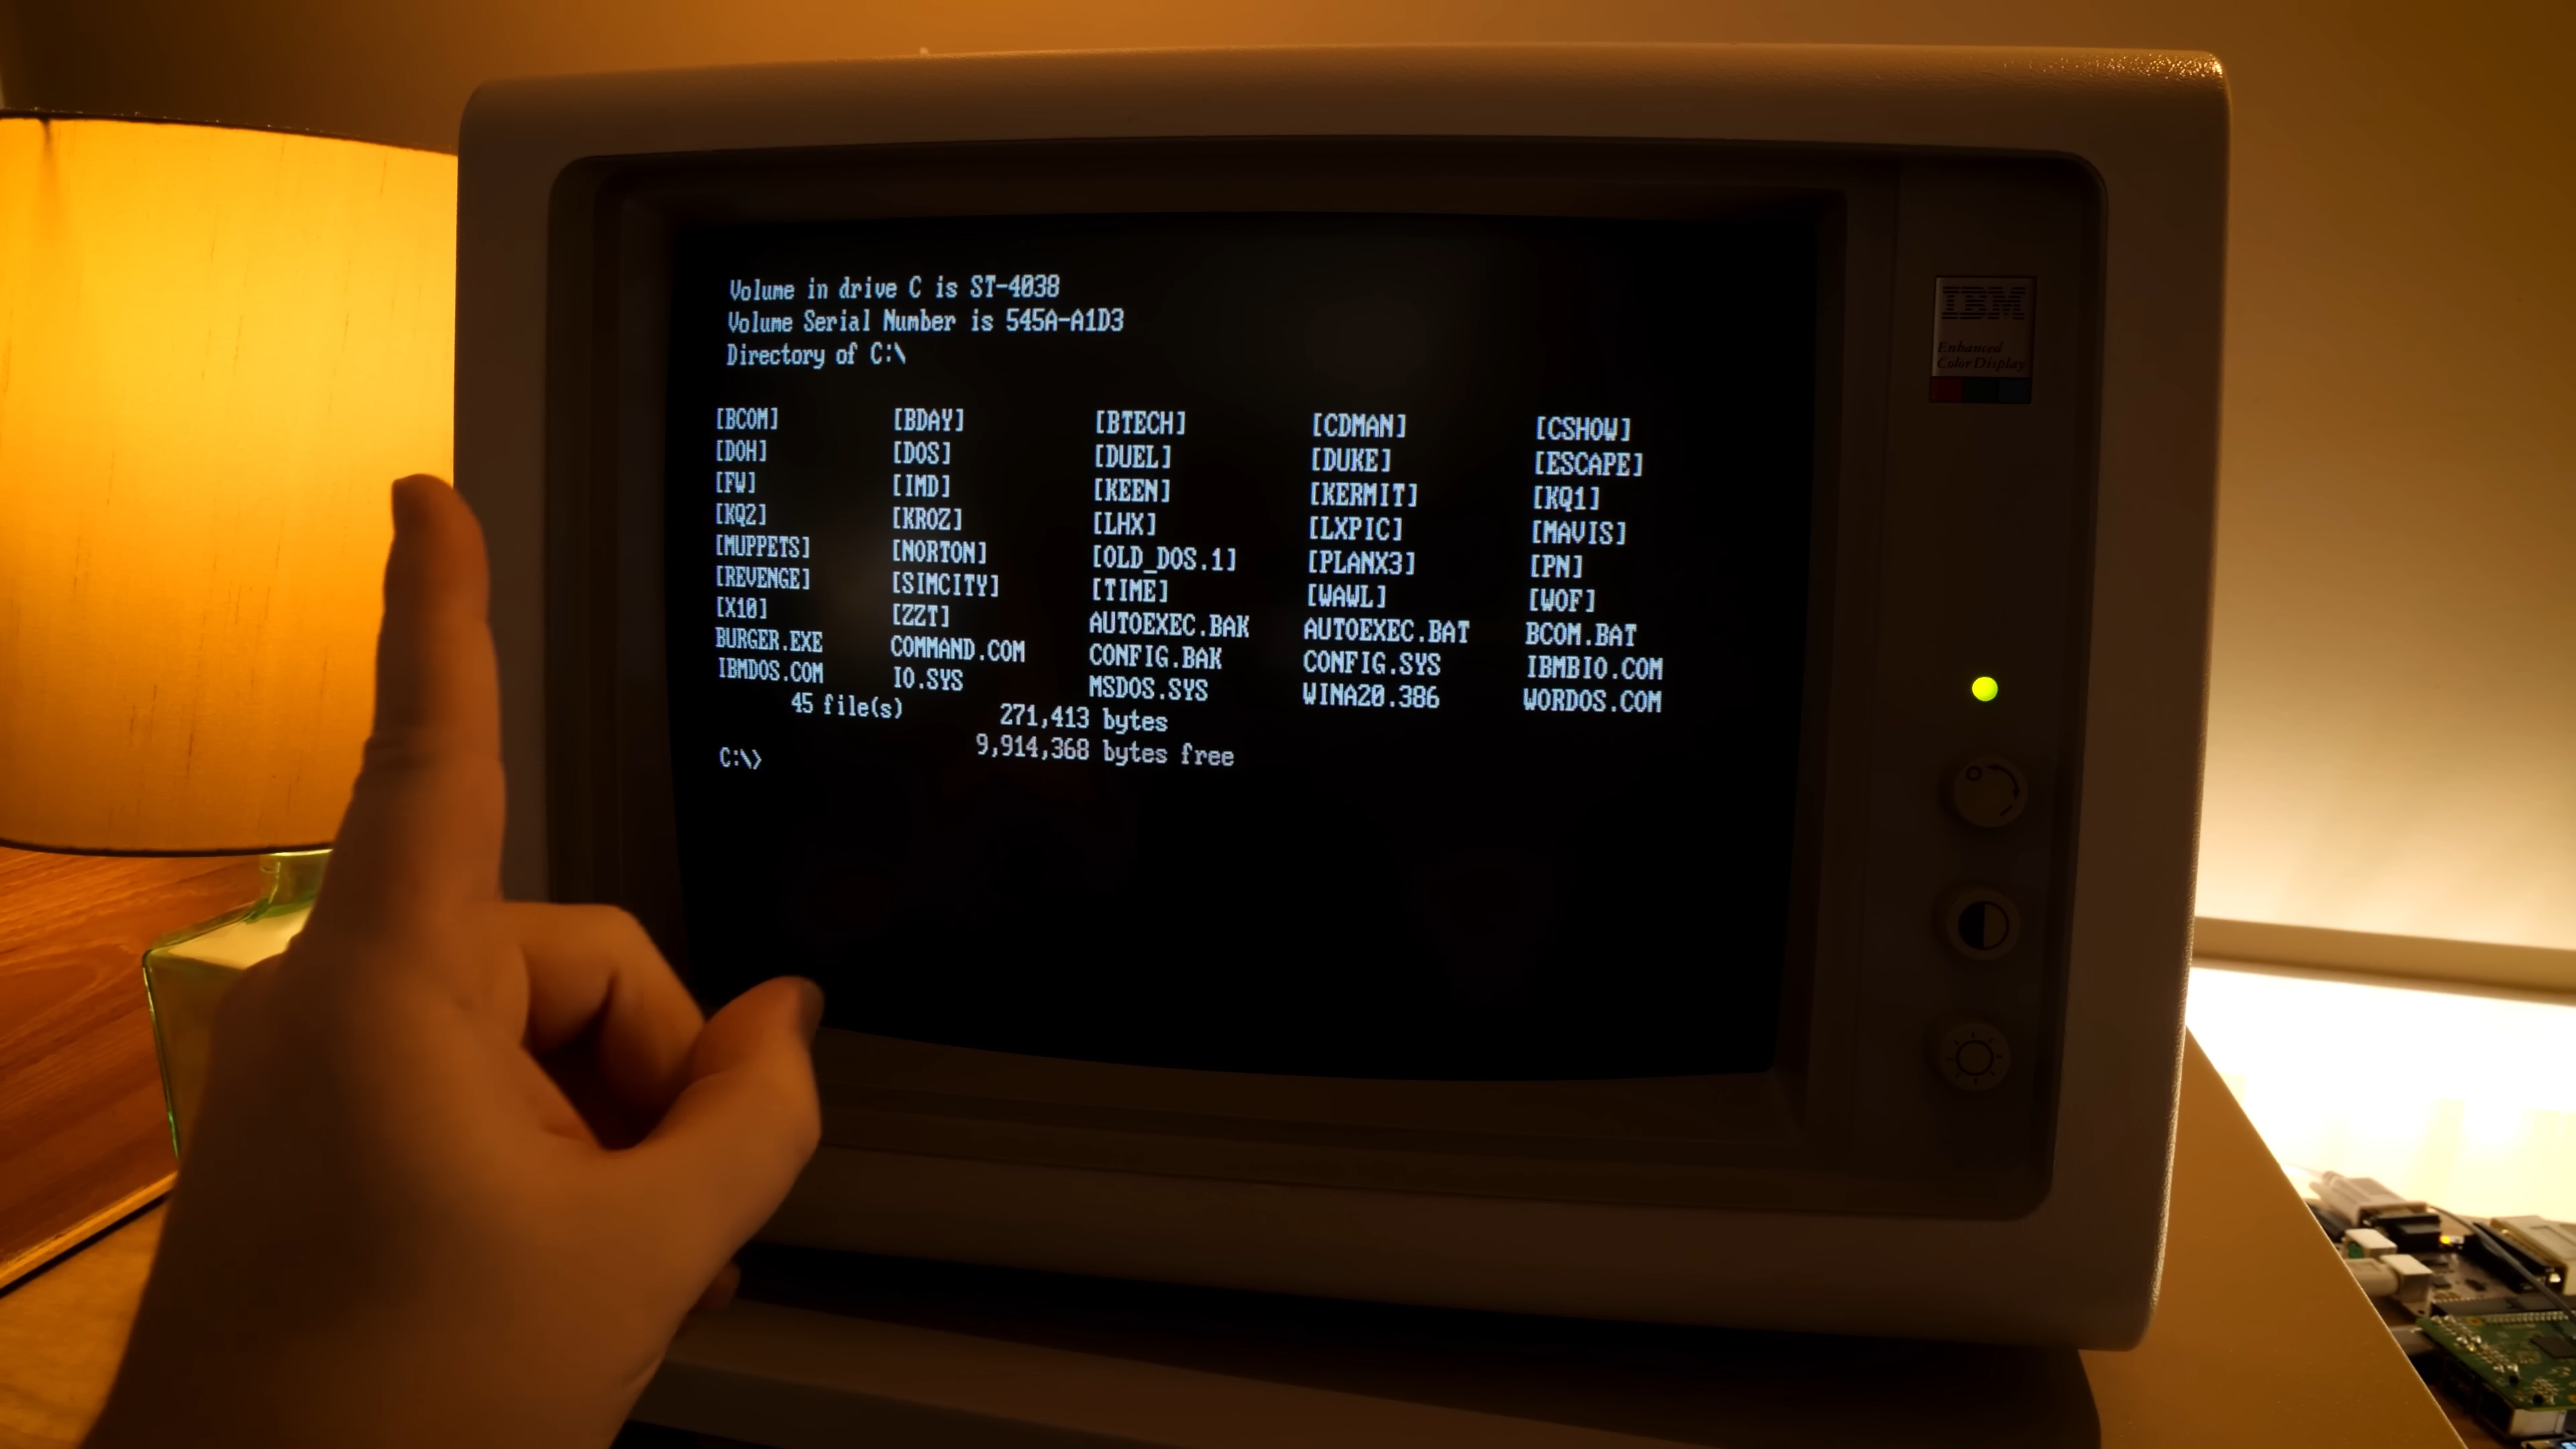 Volume in drive C is ST-4038
Volume Serial Number is 545A-A1D3
Directory of C:\
[BCOM] [BDAY] [BTECH] [CDMAN] [CSHOW]
[DOH] [DOS] [DUEL] [DUKE] [ESCAPE]
[FW] [IMD] [KEEN] [KERMIT] [KQ1]
[KQ2] [KROZ] [LHX] [LXPIC] [MAVIS]
[MUPPETS] [NORTON] [OLD_DOS.1] [PLANX3] [PN]
[REVENGE] [SIMCITY] [TIME] [WAWL] [WOF]
[X10] [ZZT] AUTOEXEC.BAK AUTOEXEC.BAT BCOM.BAT
BURGER.EXE COMMAND.COM CONFIG.BAK CONFIG.SYS IBMBIO.COM
IBMDOS.COM IO.SYS MSDOS.SYS WINA20.386 WORDOS.COM
45 file(s) 271,413 bytes
9,914,368 bytes free
C:\>
IBM
Enhanced
Color Display